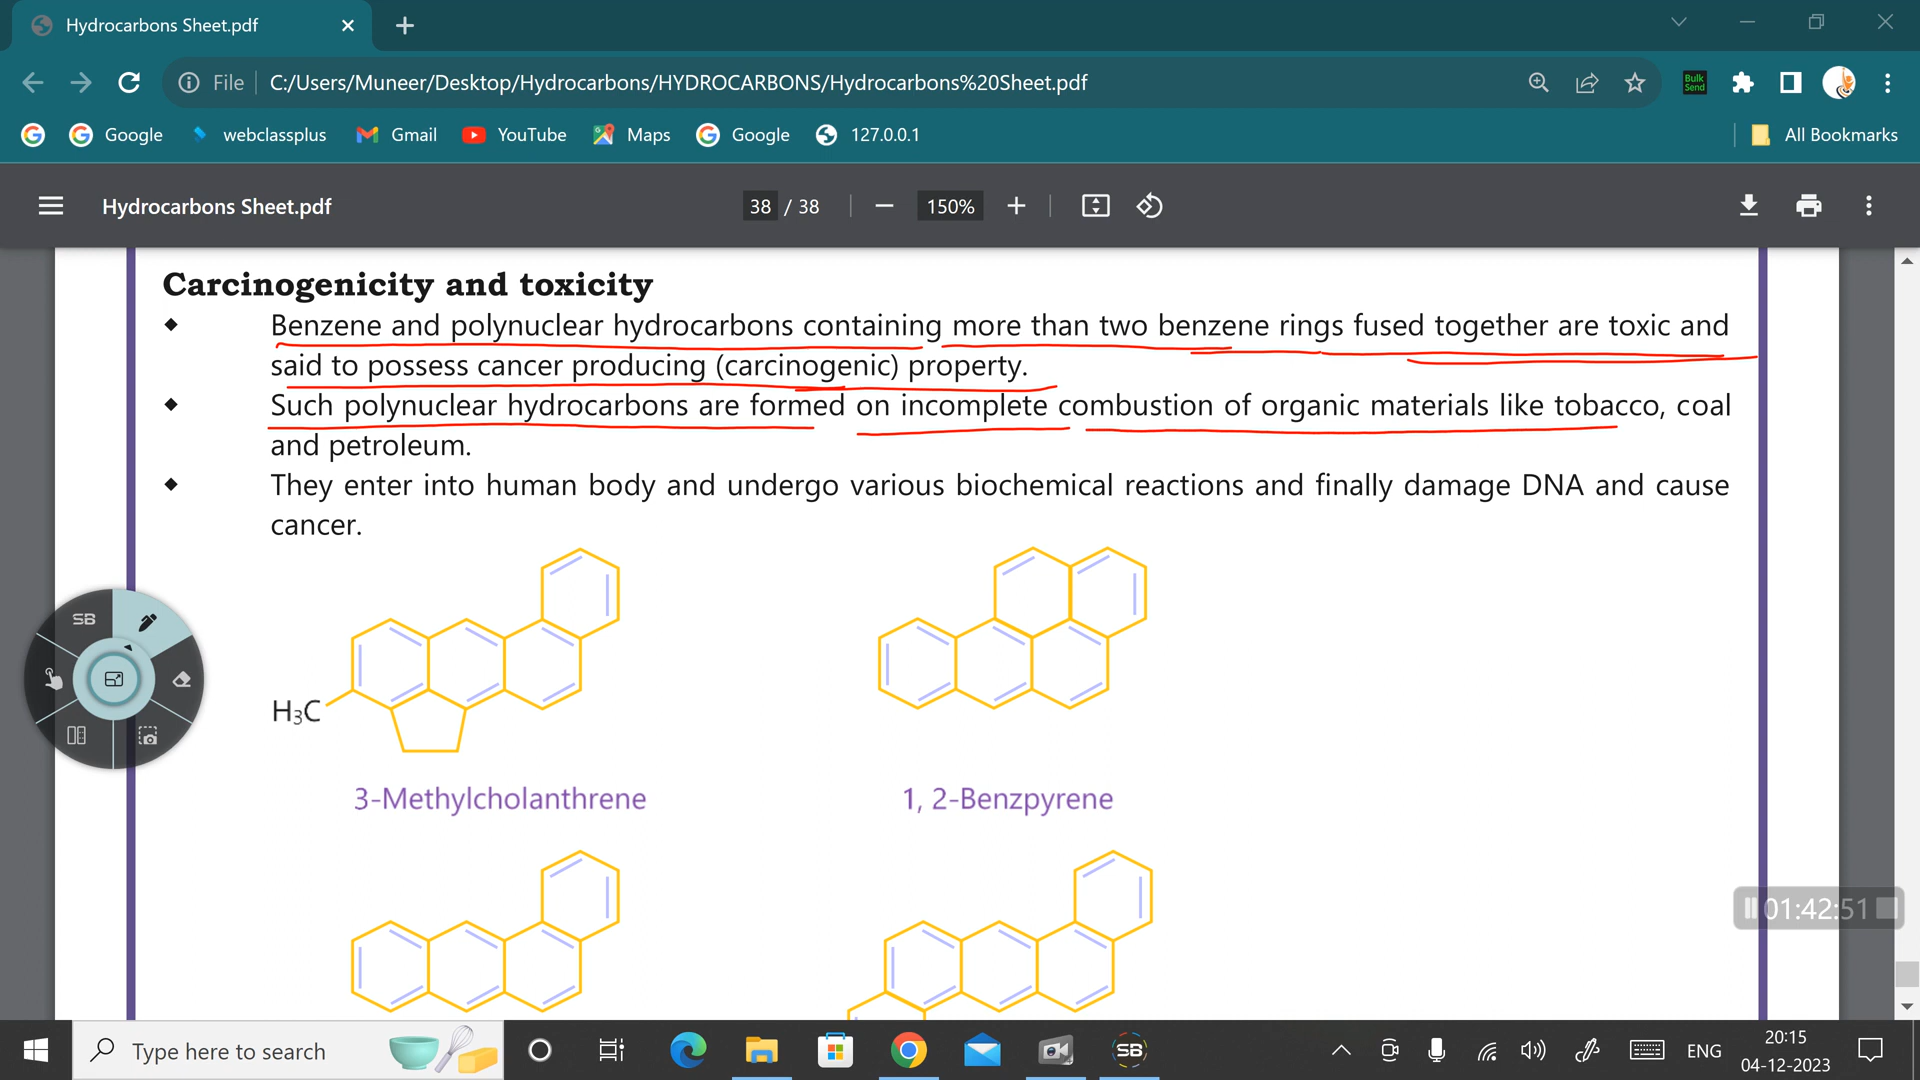 Hydrocarbons Sheet.pdf
File
C:/Users/Muneer/Desktop/Hydrocarbons/HYDROCARBONS/Hydrocarbons%20Sheet.pdf
Bulk
Send
Google
webclassplus
Gmail
YouTube
Maps
Google
127.0.0.1
All Bookmarks
Hydrocarbons Sheet.pdf
38 / 38
150%
Carcinogenicity and toxicity
Benzene and polynuclear hydrocarbons containing more than two benzene rings fused together are toxic and
said to possess cancer producing (carcinogenic) property.
Such polynuclear hydrocarbons are formed on incomplete combustion of organic materials like tobacco, coal
and petroleum.
They enter into human body and undergo various biochemical reactions and finally damage DNA and cause
cancer.
SB
H₃C
3-Methylcholanthrene
1, 2-Benzpyrene
01:42:51
Type here to search
SB
ENG
20:15
04-12-2023